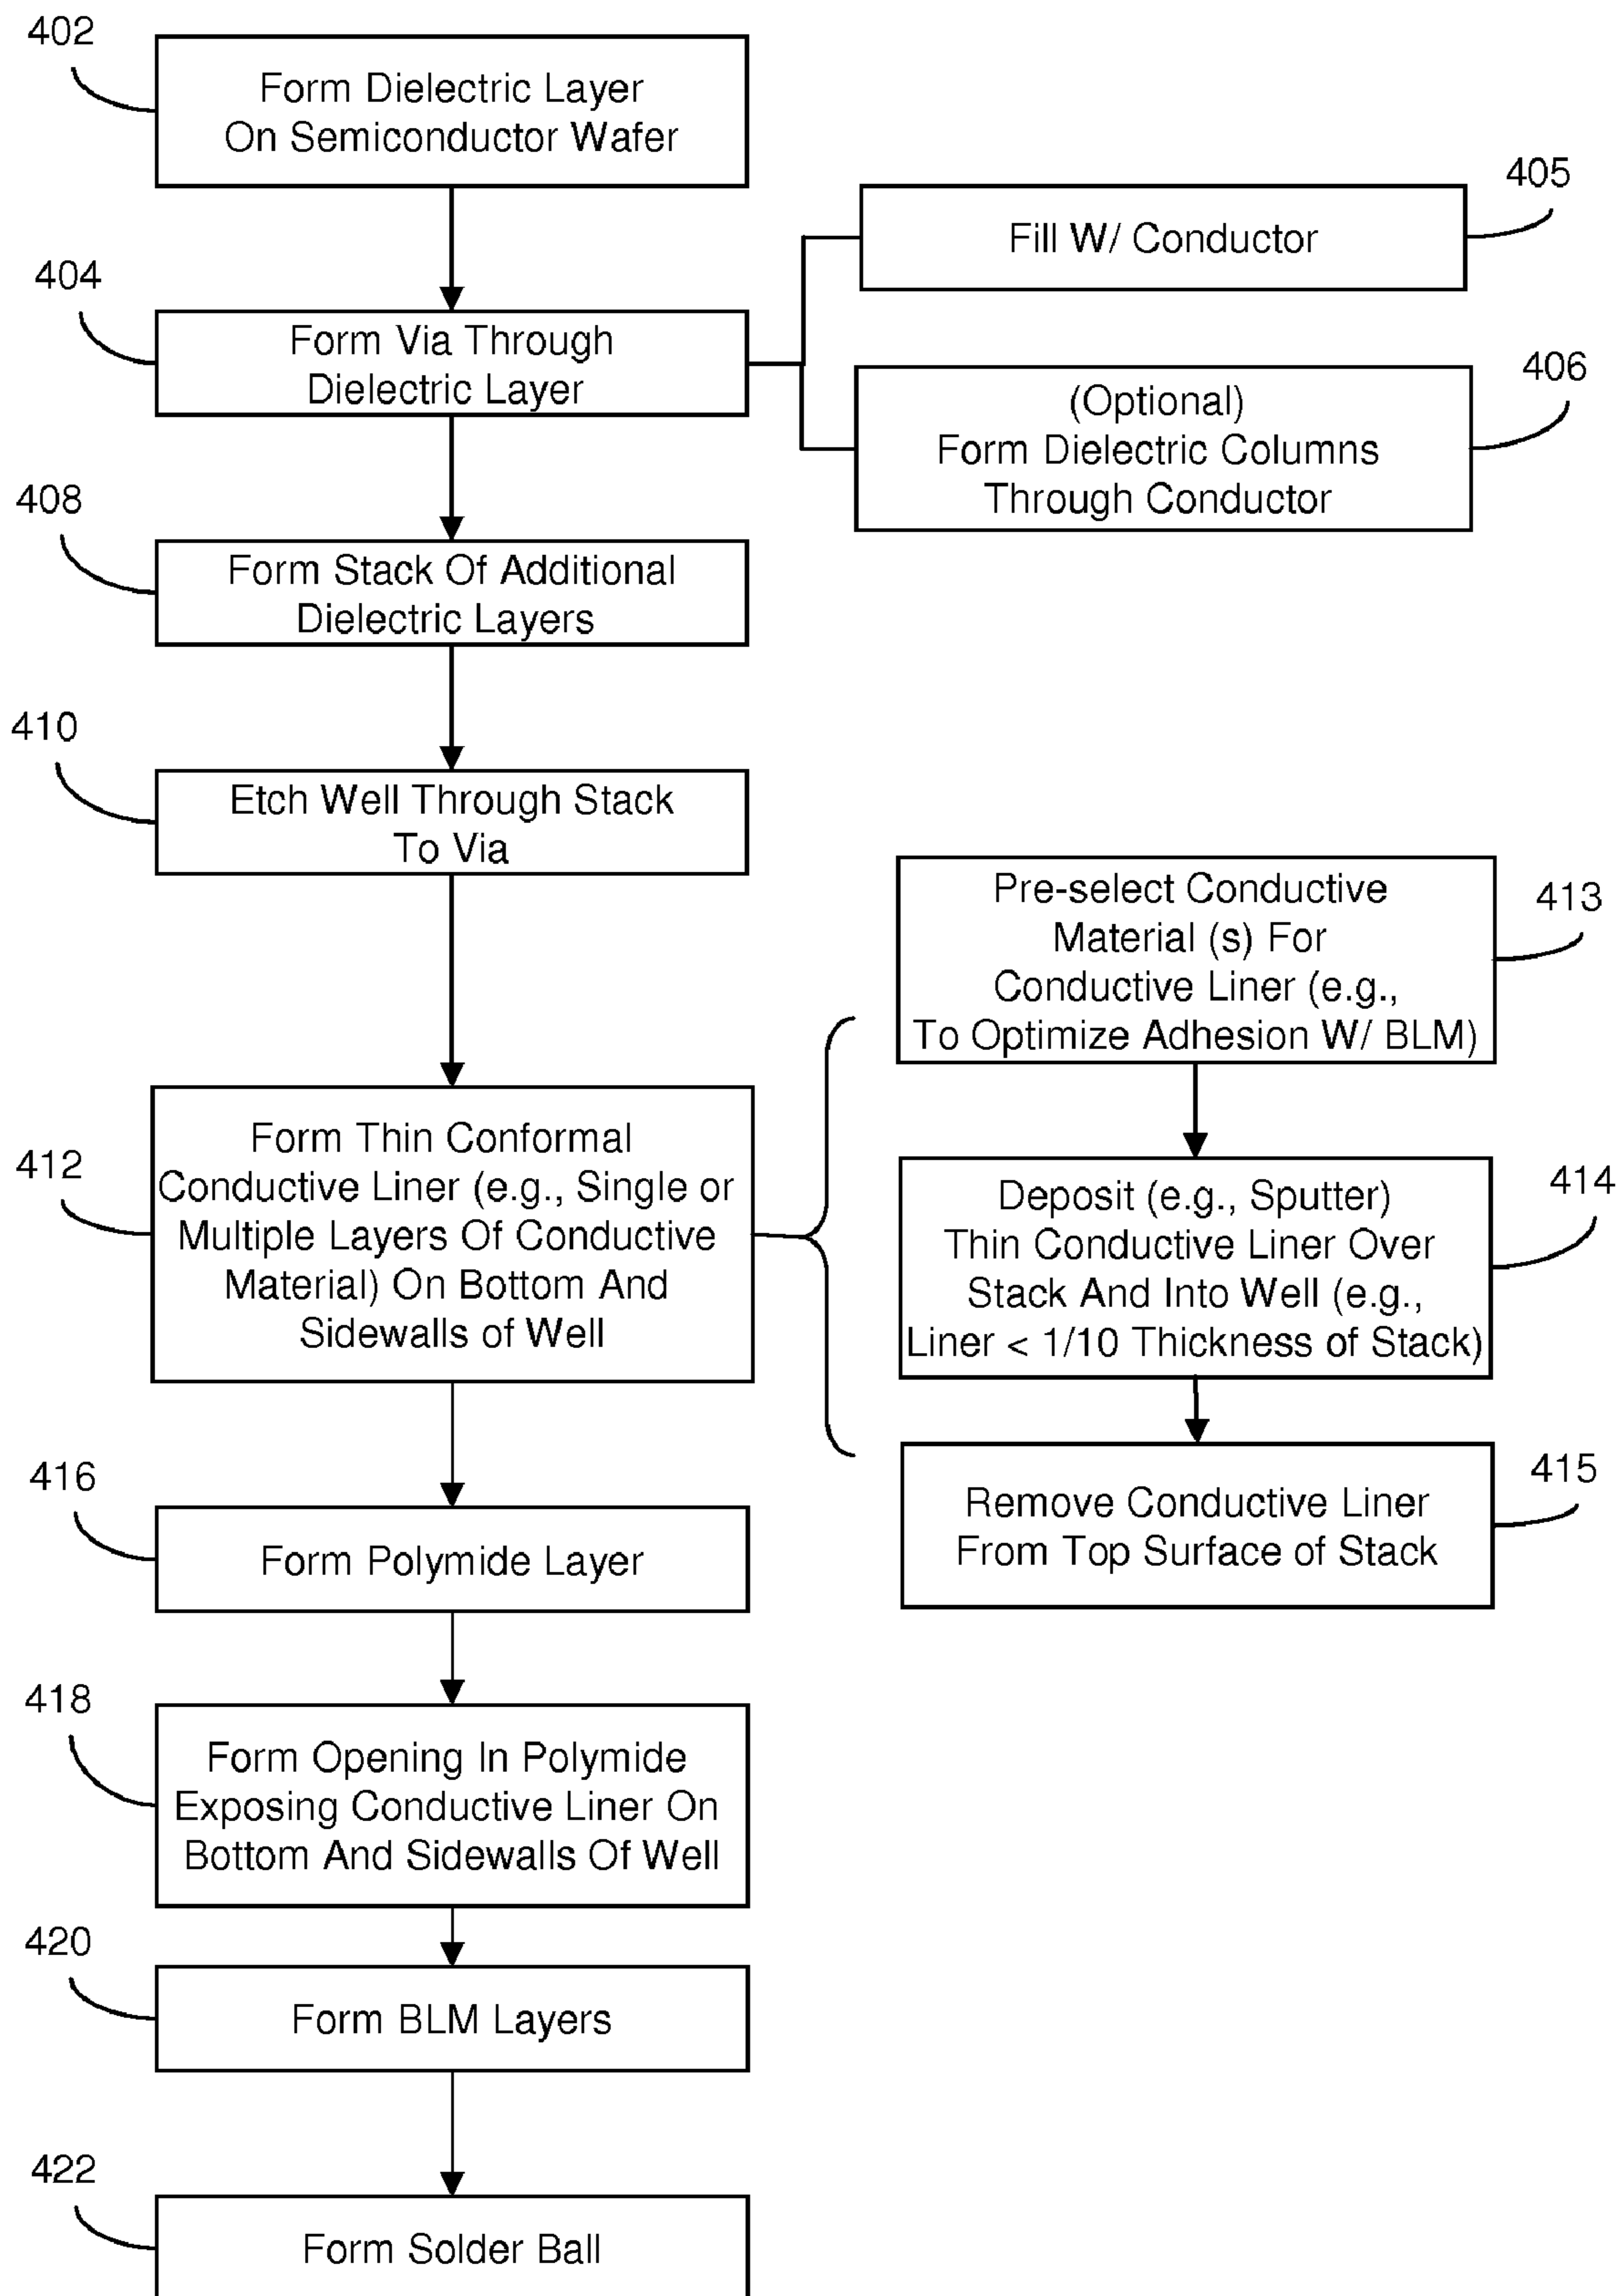 402
Form Dielectric Layer
On Semiconductor Wafer
404
Form Via Through
Dielectric Layer
405
Fill W/ Conductor
406
(Optional)
Form Dielectric Columns
Through Conductor
408
Form Stack Of Additional
Dielectric Layers
410
Etch Well Through Stack
To Via
412
Form Thin Conformal
Conductive Liner (e.g., Single or
Multiple Layers Of Conductive
Material) On Bottom And
Sidewalls of Well
413
Pre-select Conductive
Material (s) For
Conductive Liner (e.g.,
To Optimize Adhesion W/ BLM)
414
Deposit (e.g., Sputter)
Thin Conductive Liner Over
Stack And Into Well (e.g.,
Liner < 1/10 Thickness of Stack)
415
Remove Conductive Liner
From Top Surface of Stack
416
Form Polymide Layer
418
Form Opening In Polymide
Exposing Conductive Liner On
Bottom And Sidewalls Of Well
420
Form BLM Layers
422
Form Solder Ball